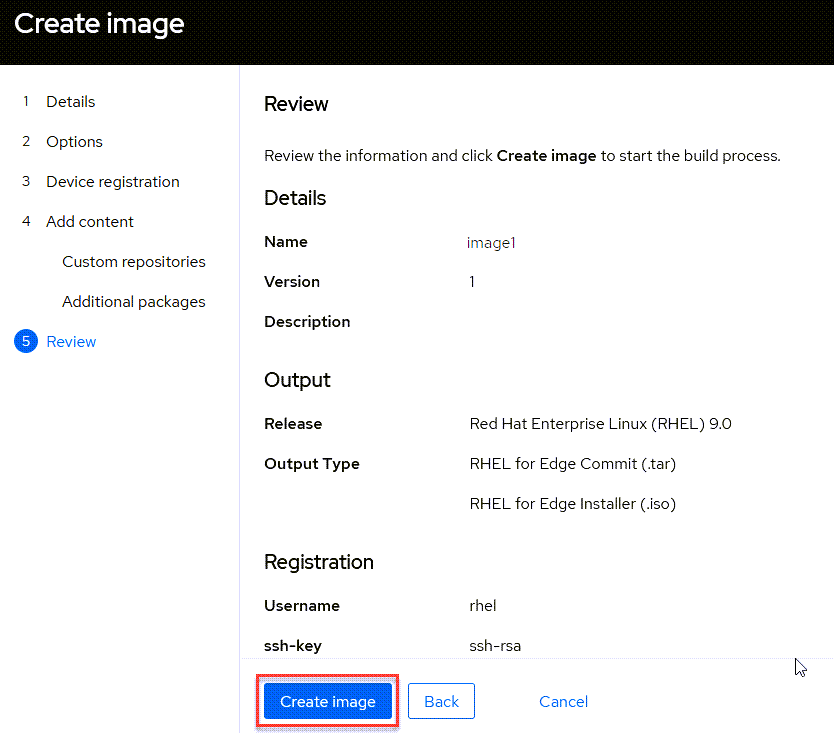 Create image
1 Details
2 Options
3 Device registration
4 Add content
Custom repositories
Additional packages
5 Review
Review
Review the information and click Create image to start the build process.
Details
Name image1
Version 1
Description
Output
Release Red Hat Enterprise Linux (RHEL) 9.0
Output Type RHEL for Edge Commit (.tar)
RHEL for Edge Installer (.iso)
Registration
Username rhel
ssh-key ssh-rsa
Create image Back Cancel